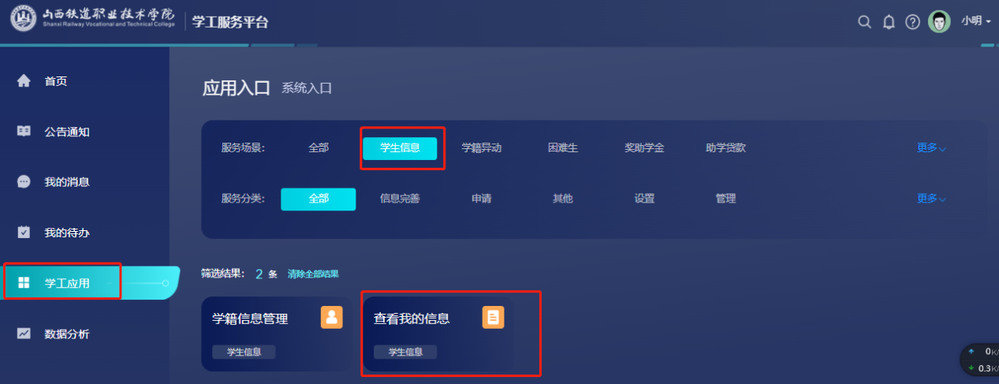 山西铁道职业技术学院
Shanxi Railway Vocational and Technical College
学工服务平台
小明
首页
公告通知
我的消息
我的待办
学工应用
数据分析
应用入口 系统入口
服务场景: 全部 学生信息 学籍异动 困难生 奖助学金 助学贷款 更多
服务分类: 全部 信息完善 申请 其他 设置 管理 更多
筛选结果: 2 条 清除全部结果
学籍信息管理
学生信息
查看我的信息
学生信息
0K/
0.3K/